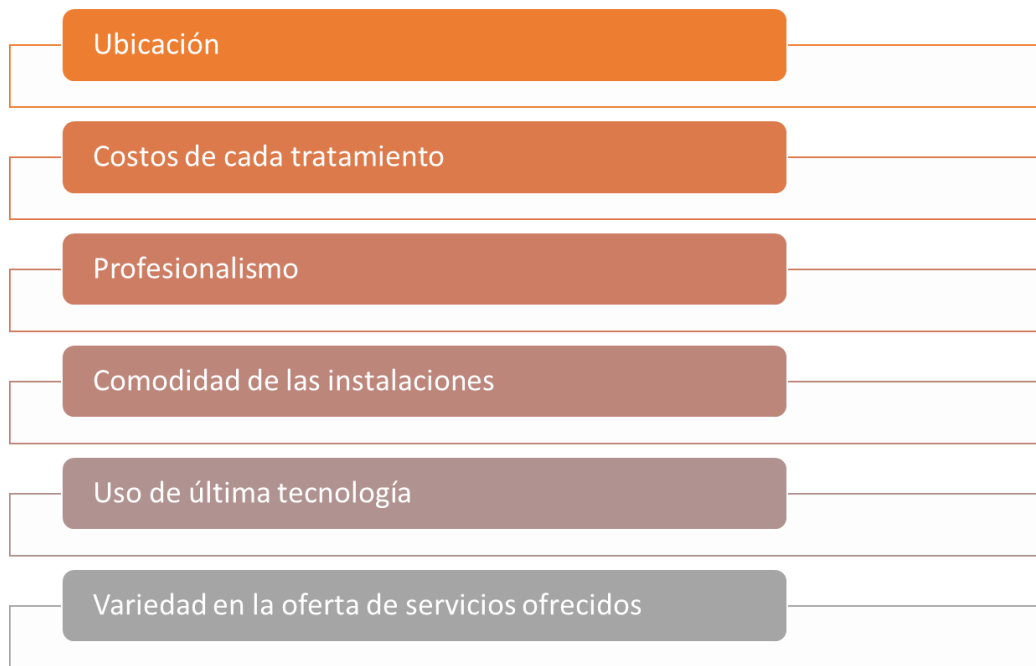 Ubicación
Costos de cada tratamiento
Profesionalismo
Comodidad de las instalaciones
Uso de última tecnología
Variedad en la oferta de servicios ofrecidos